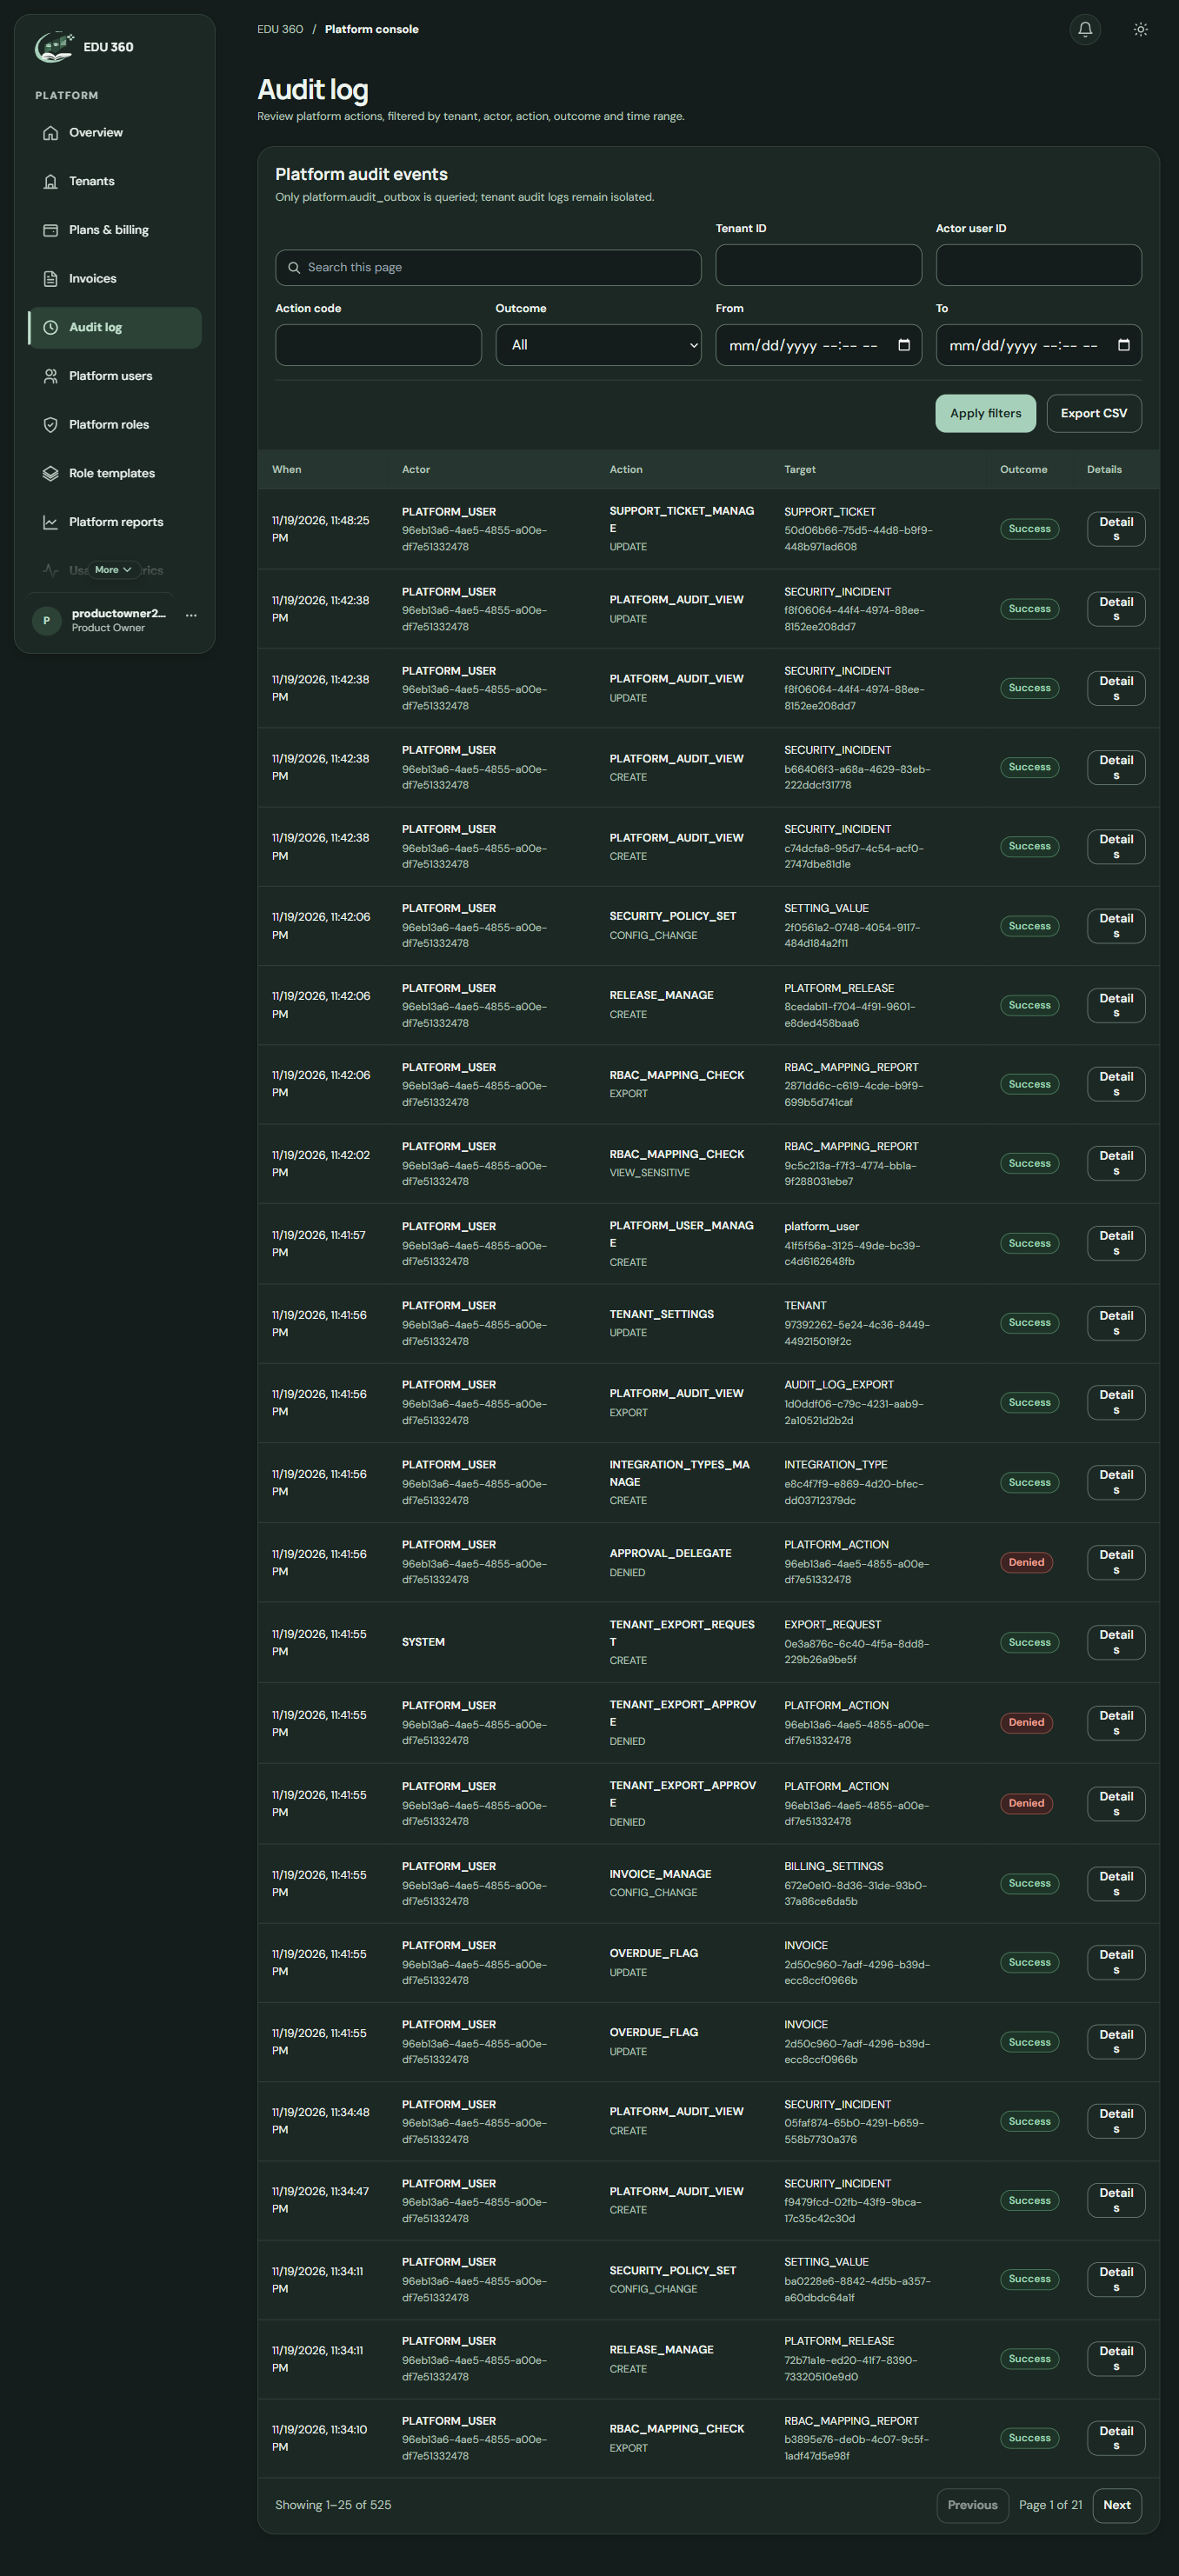 EDU 360
PLATFORM
Overview
Tenants
Plans & billing
Invoices
Audit log
Platform users
Platform roles
Role templates
Platform reports
More
productowner2...
Product Owner
P
EDU 360 / Platform console
Audit log
Review platform actions, filtered by tenant, actor, action, outcome and time range.
Platform audit events
Only platform.audit_outbox is queried; tenant audit logs remain isolated.
Search this page
Tenant ID
Actor user ID
Action code
Outcome
From
To
All
mm/dd/yyyy --:-- --
mm/dd/yyyy --:-- --
Apply filters
Export CSV
When Actor Action Target Outcome Details
11/19/2026, 11:48:25 PM
PLATFORM_USER
96eb13a6-4ae5-4855-a00e-
df7e51332478
SUPPORT_TICKET_MANAG
E
UPDATE
SUPPORT_TICKET
50d06b66-75d5-44d8-b9f9-
448b971ad608
Success
Detail
s
11/19/2026, 11:42:38 PM
PLATFORM_USER
96eb13a6-4ae5-4855-a00e-
df7e51332478
PLATFORM_AUDIT_VIEW
UPDATE
SECURITY_INCIDENT
f8f06064-44f4-4974-88ee-
8152ee208dd7
Success
Detail
s
11/19/2026, 11:42:38 PM
PLATFORM_USER
96eb13a6-4ae5-4855-a00e-
df7e51332478
PLATFORM_AUDIT_VIEW
UPDATE
SECURITY_INCIDENT
f8f06064-44f4-4974-88ee-
8152ee208dd7
Success
Detail
s
11/19/2026, 11:42:38 PM
PLATFORM_USER
96eb13a6-4ae5-4855-a00e-
df7e51332478
PLATFORM_AUDIT_VIEW
CREATE
SECURITY_INCIDENT
b66406f3-a68a-4629-83eb-
222ddcf31778
Success
Detail
s
11/19/2026, 11:42:38 PM
PLATFORM_USER
96eb13a6-4ae5-4855-a00e-
df7e51332478
PLATFORM_AUDIT_VIEW
CREATE
SECURITY_INCIDENT
c74dcfa8-95d7-4c54-acf0-
2747dbe81d1e
Success
Detail
s
11/19/2026, 11:42:06 PM
PLATFORM_USER
96eb13a6-4ae5-4855-a00e-
df7e51332478
SECURITY_POLICY_SET
CONFIG_CHANGE
SETTING_VALUE
2f0561a2-0748-4054-9117-
484d184a2f11
Success
Detail
s
11/19/2026, 11:42:06 PM
PLATFORM_USER
96eb13a6-4ae5-4855-a00e-
df7e51332478
RELEASE_MANAGE
CREATE
PLATFORM_RELEASE
8cedab11-f704-4f91-9601-
e8ded458baa6
Success
Detail
s
11/19/2026, 11:42:06 PM
PLATFORM_USER
96eb13a6-4ae5-4855-a00e-
df7e51332478
RBAC_MAPPING_CHECK
EXPORT
RBAC_MAPPING_REPORT
2871dd6c-c619-4cde-b9f9-
699b5d741caf
Success
Detail
s
11/19/2026, 11:42:02 PM
PLATFORM_USER
96eb13a6-4ae5-4855-a00e-
df7e51332478
RBAC_MAPPING_CHECK
VIEW_SENSITIVE
RBAC_MAPPING_REPORT
9c5c213a-f7f3-4774-bb1a-
9f288031ebe7
Success
Detail
s
11/19/2026, 11:41:57 PM
PLATFORM_USER
96eb13a6-4ae5-4855-a00e-
df7e51332478
PLATFORM_USER_MANAG
E
CREATE
platform_user
41f5f56a-3125-49de-bc39-
c4d6162648fb
Success
Detail
s
11/19/2026, 11:41:56 PM
PLATFORM_USER
96eb13a6-4ae5-4855-a00e-
df7e51332478
TENANT_SETTINGS
UPDATE
TENANT
97392262-5e24-4c36-8449-
449215019f2c
Success
Detail
s
11/19/2026, 11:41:56 PM
PLATFORM_USER
96eb13a6-4ae5-4855-a00e-
df7e51332478
PLATFORM_AUDIT_VIEW
EXPORT
AUDIT_LOG_EXPORT
1d0ddf06-c79c-4231-aab9-
2a10521d2b2d
Success
Detail
s
11/19/2026, 11:41:56 PM
PLATFORM_USER
96eb13a6-4ae5-4855-a00e-
df7e51332478
INTEGRATION_TYPES_MA
NAGE
CREATE
INTEGRATION_TYPE
e8c4f7f9-e869-4d20-bfec-
dd03712379dc
Success
Detail
s
11/19/2026, 11:41:56 PM
PLATFORM_USER
96eb13a6-4ae5-4855-a00e-
df7e51332478
APPROVAL_DELEGATE
DENIED
PLATFORM_ACTION
96eb13a6-4ae5-4855-a00e-
df7e51332478
Denied
Detail
s
11/19/2026, 11:41:55 PM
SYSTEM
TENANT_EXPORT_REQUES
T
CREATE
EXPORT_REQUEST
0e3a876c-6c40-4f5a-8dd8-
229b26a9be5f
Success
Detail
s
11/19/2026, 11:41:55 PM
PLATFORM_USER
96eb13a6-4ae5-4855-a00e-
df7e51332478
TENANT_EXPORT_APPROV
E
DENIED
PLATFORM_ACTION
96eb13a6-4ae5-4855-a00e-
df7e51332478
Denied
Detail
s
11/19/2026, 11:41:55 PM
PLATFORM_USER
96eb13a6-4ae5-4855-a00e-
df7e51332478
TENANT_EXPORT_APPROV
E
DENIED
PLATFORM_ACTION
96eb13a6-4ae5-4855-a00e-
df7e51332478
Denied
Detail
s
11/19/2026, 11:41:55 PM
PLATFORM_USER
96eb13a6-4ae5-4855-a00e-
df7e51332478
INVOICE_MANAGE
CONFIG_CHANGE
BILLING_SETTINGS
672e0e10-8d36-31de-93b0-
37a86ce6da5b
Success
Detail
s
11/19/2026, 11:41:55 PM
PLATFORM_USER
96eb13a6-4ae5-4855-a00e-
df7e51332478
OVERDUE_FLAG
UPDATE
INVOICE
2d50c960-7adf-4296-b39d-
ecc8ccf0966b
Success
Detail
s
11/19/2026, 11:41:55 PM
PLATFORM_USER
96eb13a6-4ae5-4855-a00e-
df7e51332478
OVERDUE_FLAG
UPDATE
INVOICE
2d50c960-7adf-4296-b39d-
ecc8ccf0966b
Success
Detail
s
11/19/2026, 11:34:48 PM
PLATFORM_USER
96eb13a6-4ae5-4855-a00e-
df7e51332478
PLATFORM_AUDIT_VIEW
CREATE
SECURITY_INCIDENT
05faf874-65b0-4291-b659-
558b7730a376
Success
Detail
s
11/19/2026, 11:34:47 PM
PLATFORM_USER
96eb13a6-4ae5-4855-a00e-
df7e51332478
PLATFORM_AUDIT_VIEW
CREATE
SECURITY_INCIDENT
f9479fcd-02fb-43f9-9bca-
17c35c42c30d
Success
Detail
s
11/19/2026, 11:34:11 PM
PLATFORM_USER
96eb13a6-4ae5-4855-a00e-
df7e51332478
SECURITY_POLICY_SET
CONFIG_CHANGE
SETTING_VALUE
ba0228e6-8842-4d5b-a357-
a60dbdc64a1f
Success
Detail
s
11/19/2026, 11:34:11 PM
PLATFORM_USER
96eb13a6-4ae5-4855-a00e-
df7e51332478
RELEASE_MANAGE
CREATE
PLATFORM_RELEASE
72b71a1e-ed20-41f7-8390-
73320510e9d0
Success
Detail
s
11/19/2026, 11:34:10 PM
PLATFORM_USER
96eb13a6-4ae5-4855-a00e-
df7e51332478
RBAC_MAPPING_CHECK
EXPORT
RBAC_MAPPING_REPORT
b3895e76-de0b-4c07-9c5f-
1adf47d5e98f
Success
Detail
s
Showing 1–25 of 525
Previous
Page 1 of 21
Next